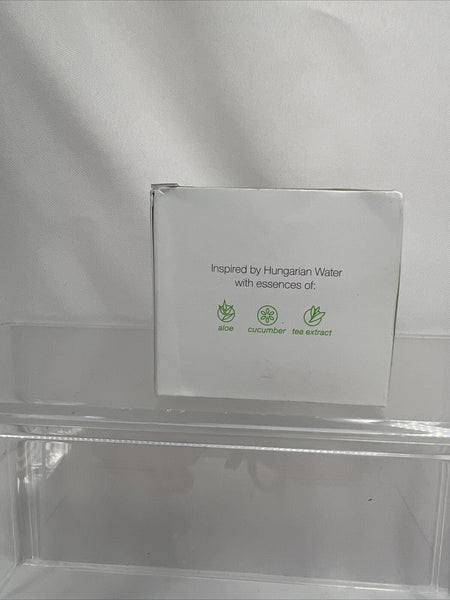 Inspired by Hungarian Water
with essences of:
aloe cucumber tea extract